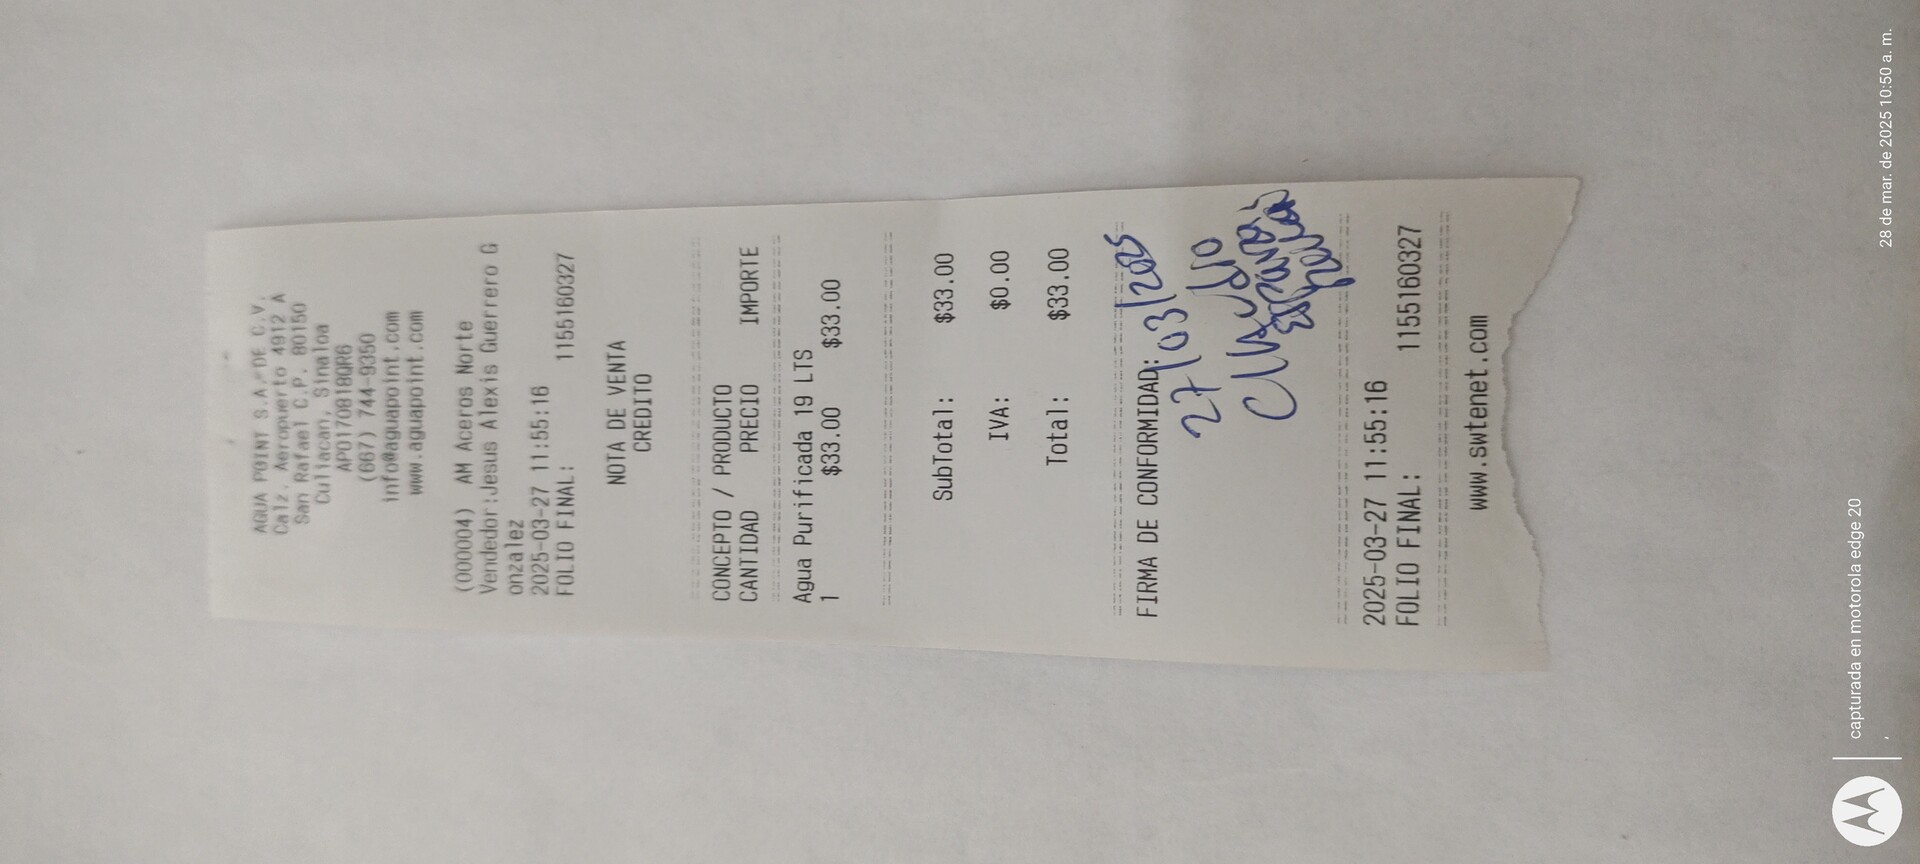 AGUA POINT S.A. DE C.V.
Calz. Aeropuerto 4912 A
San Rafael C.P. 80150
Culiacan, Sinaloa
APO170818QR6
(667) 744-9350
info@aguapoint.com
www.aguapoint.com
(000004) AM Aceros Norte
Vendedor:Jesus Alexis Guerrero G
onzalez
2025-03-27 11:55:16
FOLIO FINAL: 1155160327
NOTA DE VENTA
CREDITO
CONCEPTO / PRODUCTO
CANTIDAD PRECIO IMPORTE
Agua Purificada 19 LTS
1 $33.00 $33.00
SubTotal: $33.00
IVA: $0.00
Total: $33.00
FIRMA DE CONFORMIDAD:
27/03/2025
Claudio
2025-03-27 11:55:16
FOLIO FINAL: 1155160327
www.swtenet.com
capturada en motorola edge 20
28 de mar. de 2025 10:50 a. m.